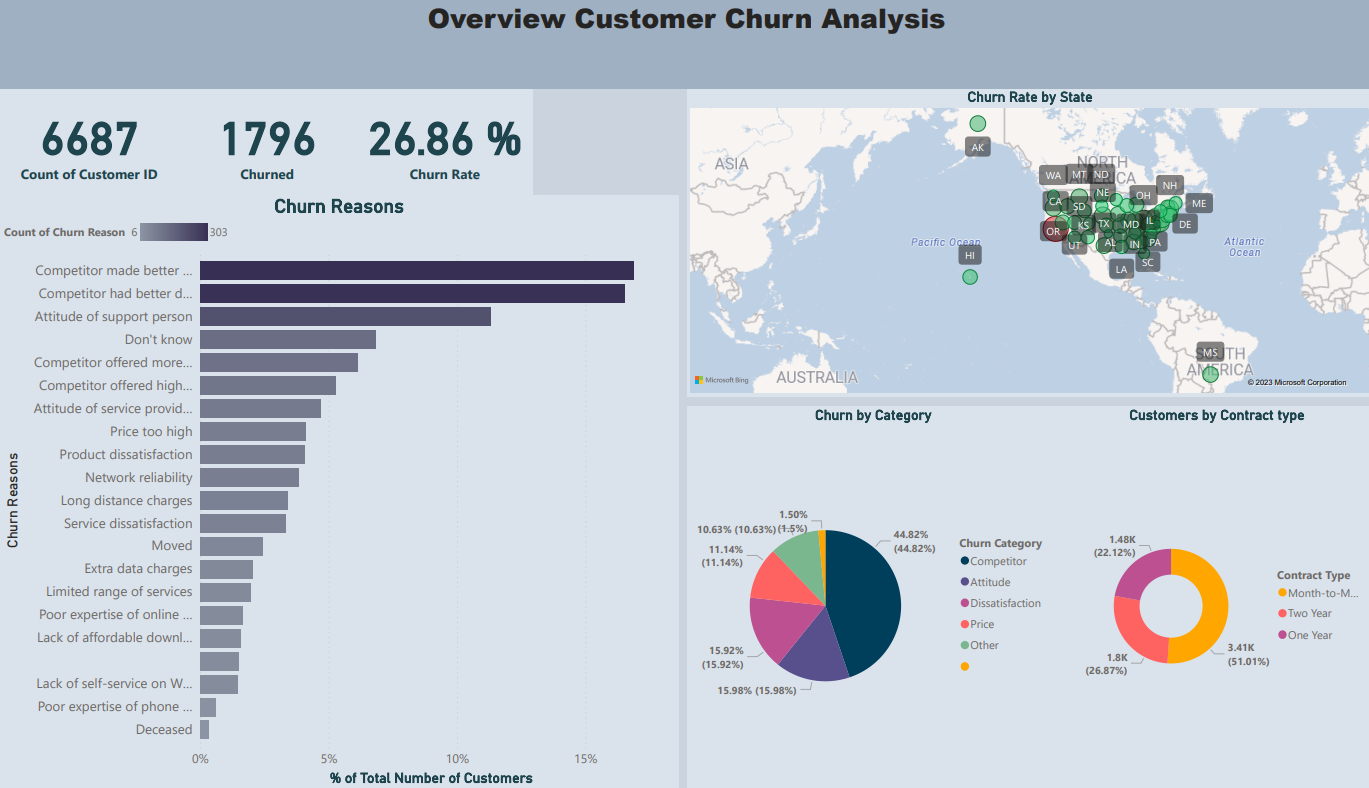 Overview Customer Churn Analysis
6687
Count of Customer ID
1796
Churned
26.86 %
Churn Rate
Churn Reasons
Count of Churn Reason 6 303
Churn Reasons
Competitor made better ...
Competitor had better d...
Attitude of support person
Don't know
Competitor offered more...
Competitor offered high...
Attitude of service provid...
Price too high
Product dissatisfaction
Network reliability
Long distance charges
Service dissatisfaction
Moved
Extra data charges
Limited range of services
Poor expertise of online ...
Lack of affordable downl...
Lack of self-service on W...
Poor expertise of phone ...
Deceased
0% 5% 10% 15%
% of Total Number of Customers
Churn Rate by State
ASIA
NORTH
AMERICA
Pacific Ocean
Atlantic
Ocean
AUSTRALIA
SOUTH
AMERICA
AK
WA MT ND
NH
NE
OH
CA
SD
ME
KS TX MD IL
DE
OR
UT
AL IN PA
HI
LA
SC
MS
Microsoft Bing
© 2023 Microsoft Corporation
Churn by Category
1.50%
(1.5%)
10.63% (10.63%)
11.14%
(11.14%)
15.92%
(15.92%)
15.98% (15.98%)
44.82%
(44.82%)
Churn Category
Competitor
Attitude
Dissatisfaction
Price
Other
Customers by Contract type
1.48K
(22.12%)
1.8K
(26.87%)
3.41K
(51.01%)
Contract Type
Month-to-M...
Two Year
One Year